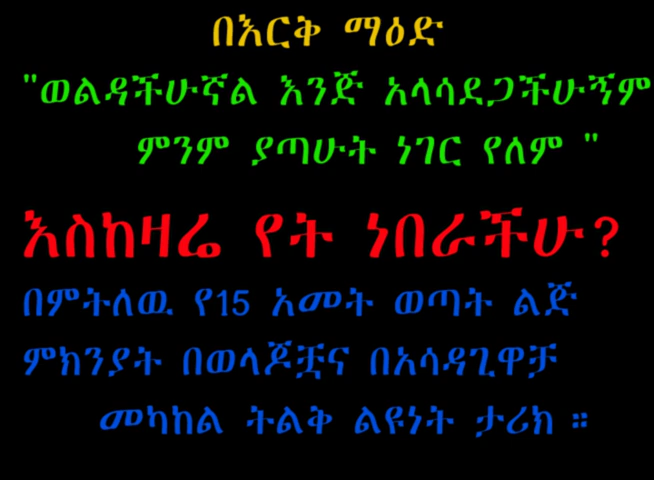 በእርቅ ማዕድ
"ወልዳችሁኛል እንጅ አላሳደጋችሁኝም
ምንም ያጣሁት ነገር የለም "
እስከዛሬ የት ነበራችሁ?
በምትለዉ የ15 አመት ወጣት ልጅ
ምክንያት በወላጆቿና በአሳዳጊዋቻ
መካከል ትልቅ ልዩነት ታሪክ ።